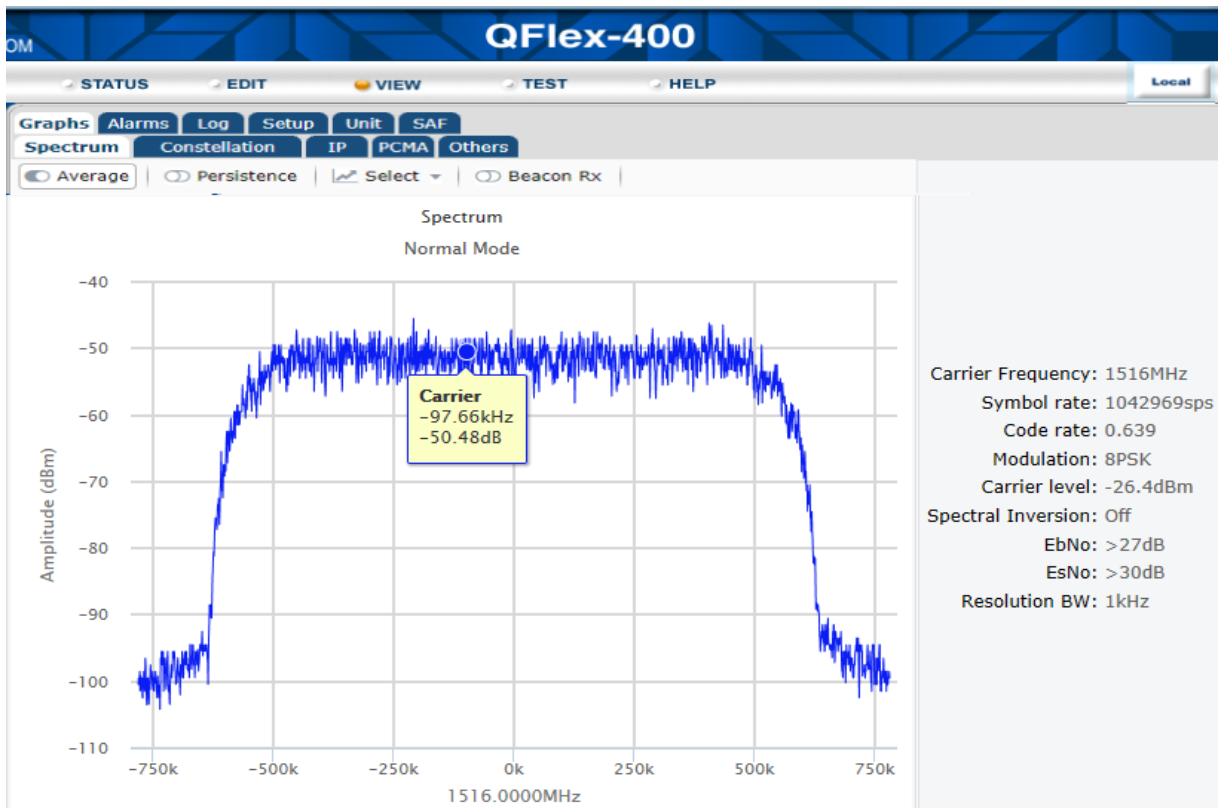 OM
QFlex-400
STATUS EDIT VIEW TEST HELP Local
Graphs Alarms Log Setup Unit SAF
Spectrum Constellation IP PCMA Others
Average Persistence Select Beacon Rx
Spectrum
Normal Mode
Amplitude (dBm)
-40
-50
-60
-70
-80
-90
-100
-110
Carrier
-97.66kHz
-50.48dB
-750k -500k -250k 0k 250k 500k 750k
1516.0000MHz
Carrier Frequency: 1516MHz
Symbol rate: 1042969sps
Code rate: 0.639
Modulation: 8PSK
Carrier level: -26.4dBm
Spectral Inversion: Off
EbNo: >27dB
EsNo: >30dB
Resolution BW: 1kHz